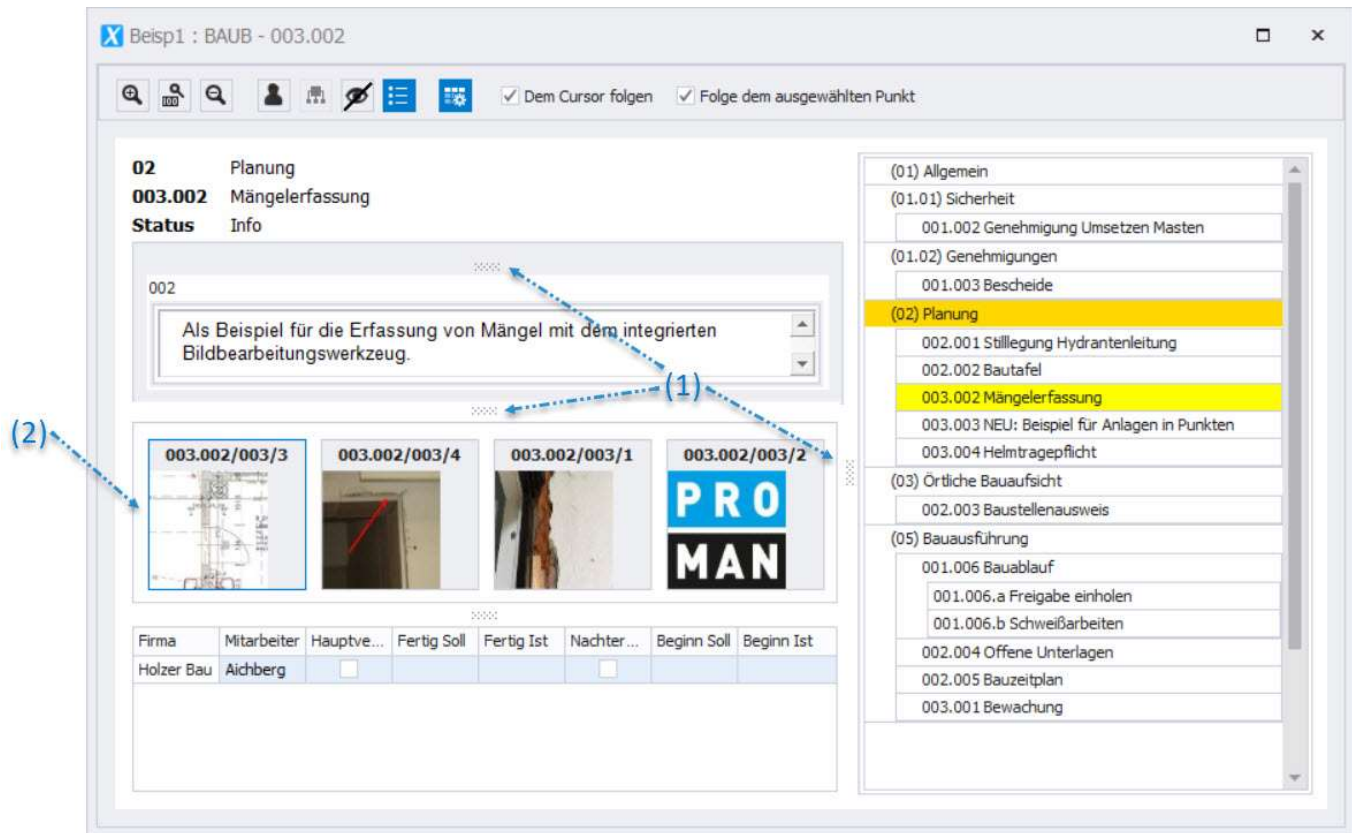 Beisp1 : BAUB - 003.002
100
Dem Cursor folgen
Folge dem ausgewählten Punkt
02 Planung
003.002 Mängelerfassung
Status Info
002
Als Beispiel für die Erfassung von Mängel mit dem integrierten
Bildbearbeitungswerkzeug.
(1)
(2)
003.002/003/3
003.002/003/4
003.002/003/1
003.002/003/2
PRO
MAN
Firma Mitarbeiter Hauptve... Fertig Soll Fertig Ist Nachter... Beginn Soll Beginn Ist
Holzer Bau Aichberg
(01) Allgemein
(01.01) Sicherheit
001.002 Genehmigung Umsetzen Masten
(01.02) Genehmigungen
001.003 Bescheide
(02) Planung
002.001 Stilllegung Hydrantenleitung
002.002 Bautafel
003.002 Mängelerfassung
003.003 NEU: Beispiel für Anlagen in Punkten
003.004 Helmtragepflicht
(03) Örtliche Bauaufsicht
002.003 Baustellenausweis
(05) Bauausführung
001.006 Bauablauf
001.006.a Freigabe einholen
001.006.b Schweißarbeiten
002.004 Offene Unterlagen
002.005 Bauzeitplan
003.001 Bewachung